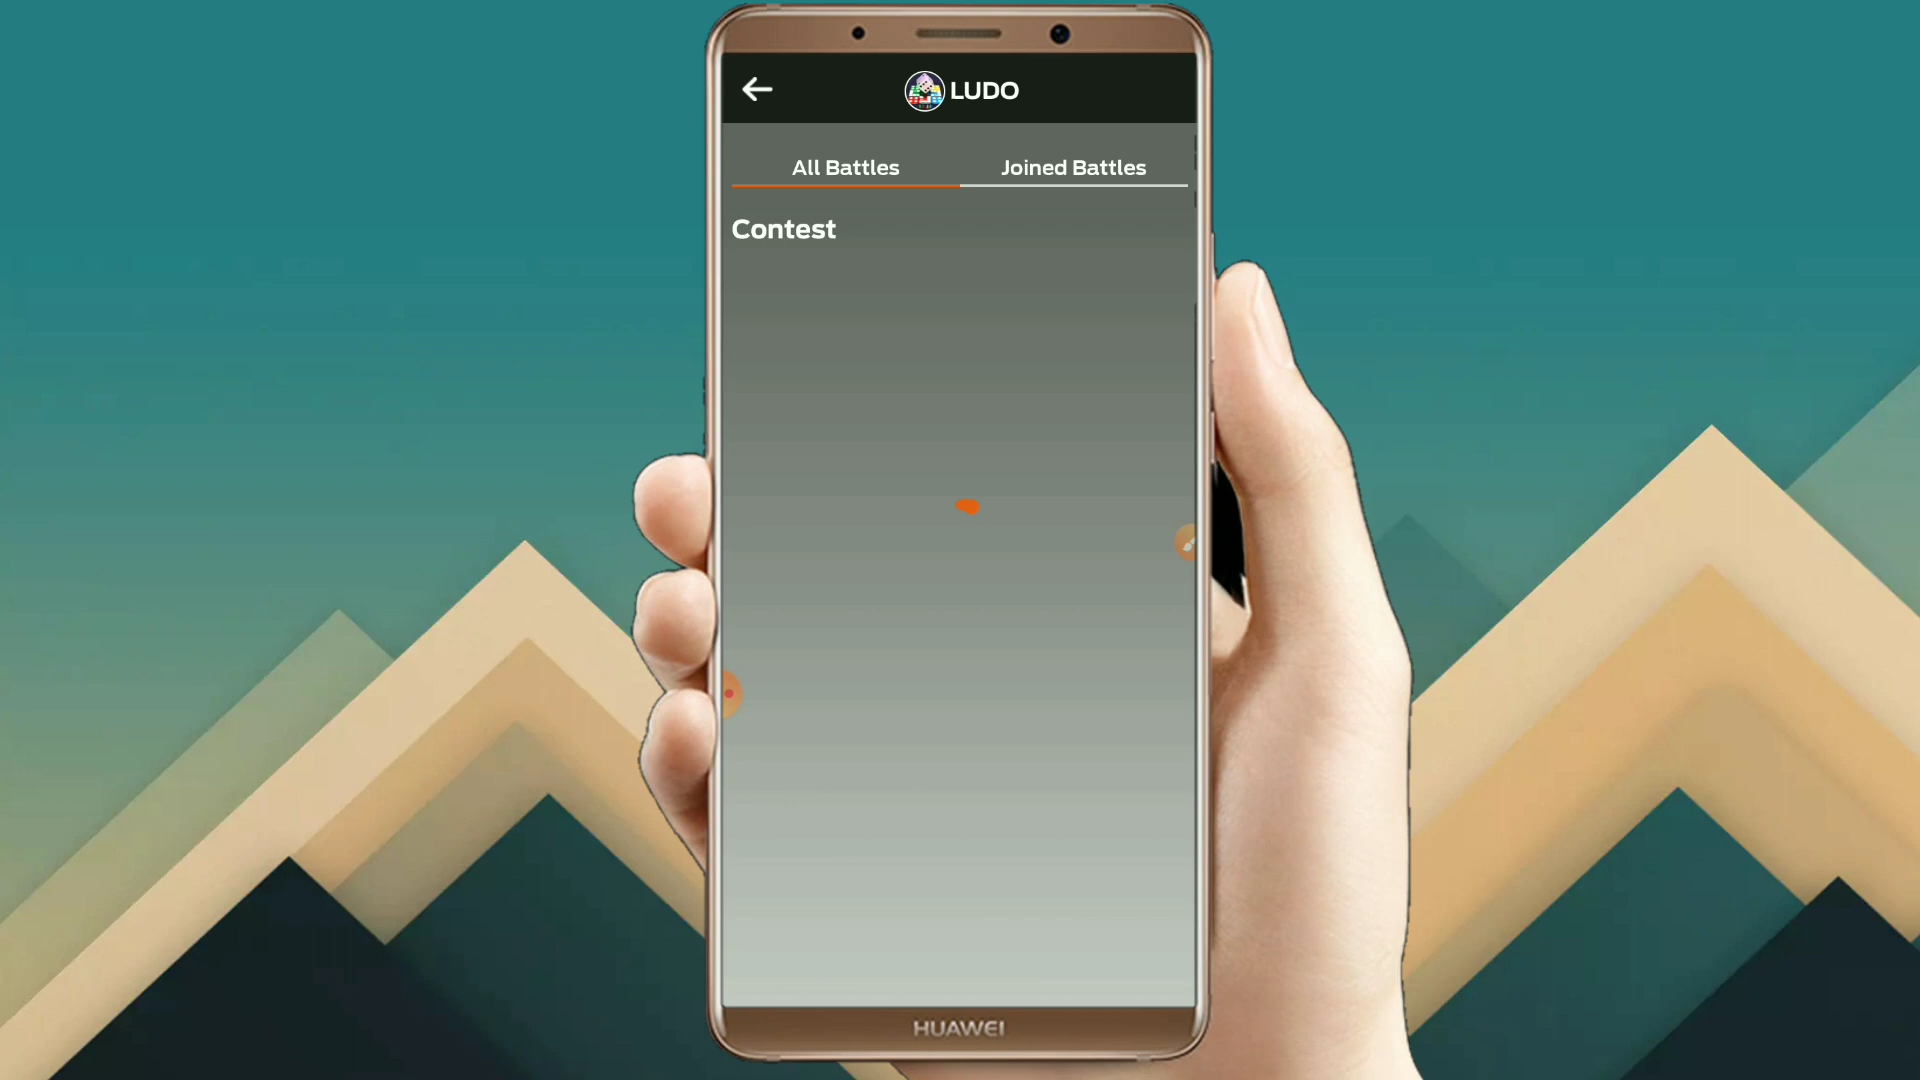 LUDO
All Battles
Joined Battles
Contest
HUAWEI